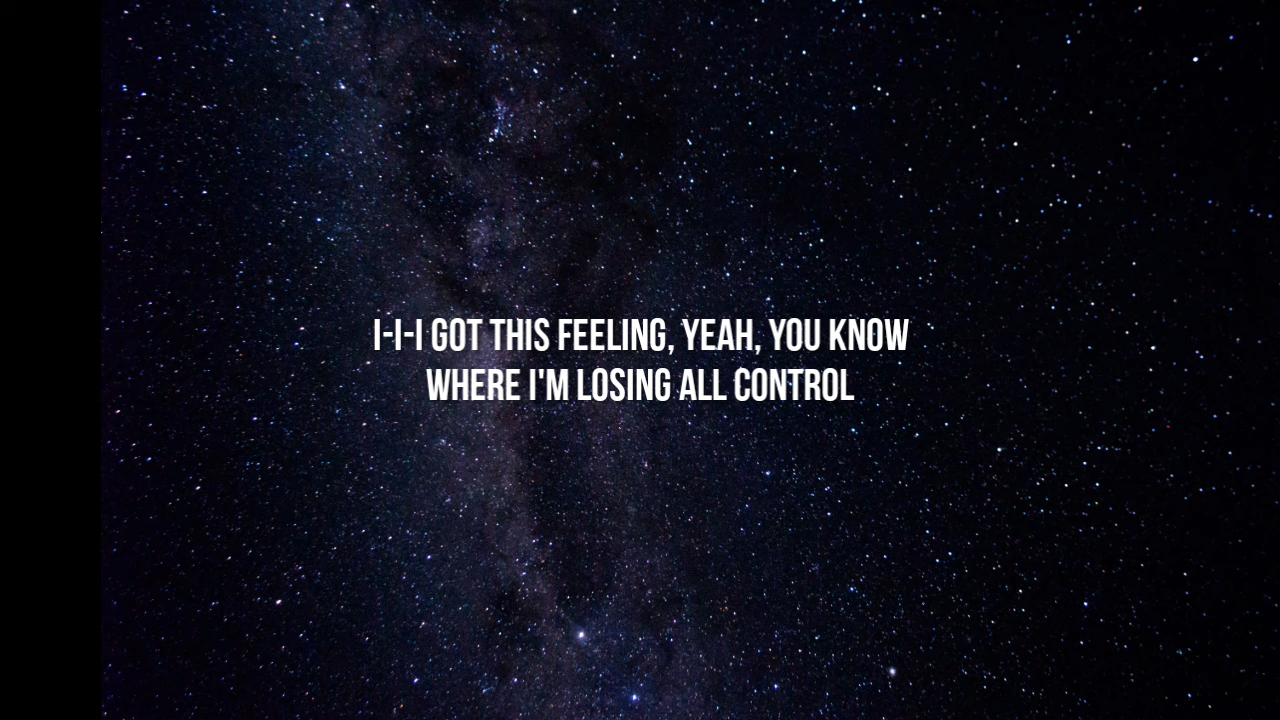 I-I-I GOT THIS FEELING, YEAH, YOU KNOW
WHERE I'M LOSING ALL CONTROL